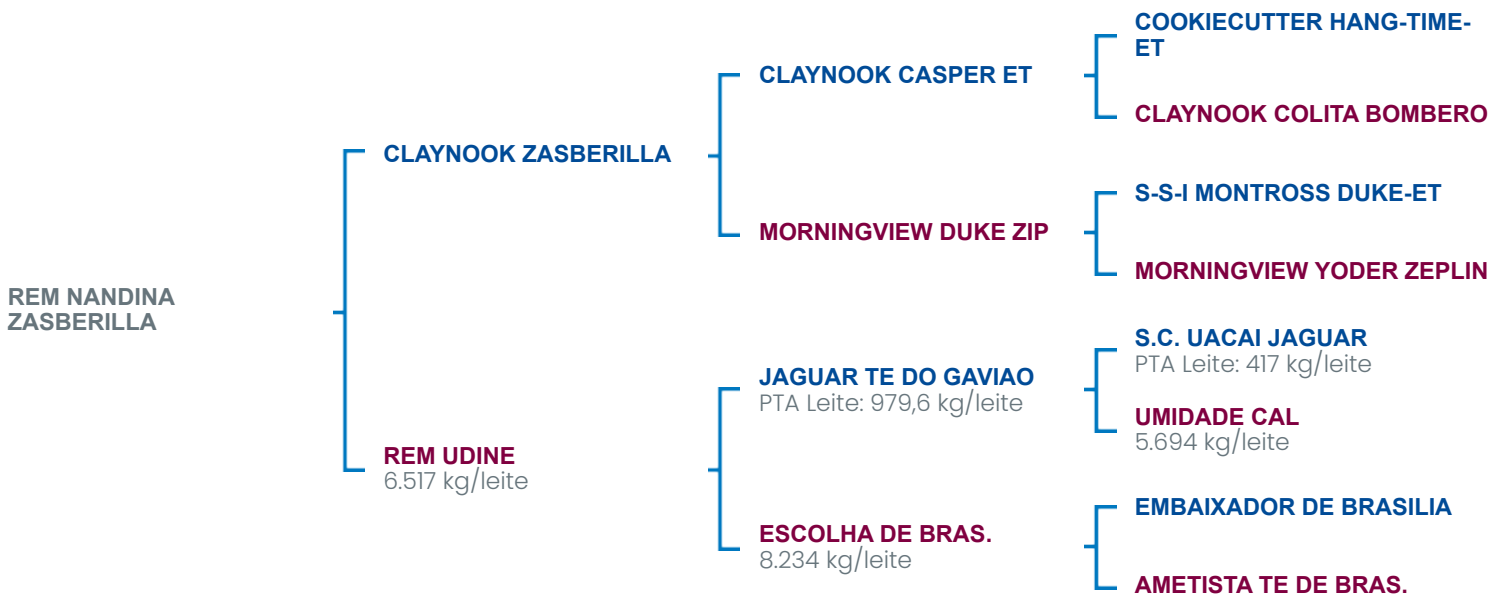 REM NANDINA
ZASBERILLA
CLAYNOOK ZASBERILLA
REM UDINE
6.517 kg/leite
CLAYNOOK CASPER ET
MORNINGVIEW DUKE ZIP
JAGUAR TE DO GAVIAO
PTA Leite: 979,6 kg/leite
ESCOLHA DE BRAS.
8.234 kg/leite
COOKIECUTTER HANG-TIME-
ET
CLAYNOOK COLITA BOMBERO
S-S-I MONTROSS DUKE-ET
MORNINGVIEW YODER ZEPLIN
S.C. UACAI JAGUAR
PTA Leite: 417 kg/leite
UMIDADE CAL
5.694 kg/leite
EMBAIXADOR DE BRASILIA
AMETISTA TE DE BRAS.